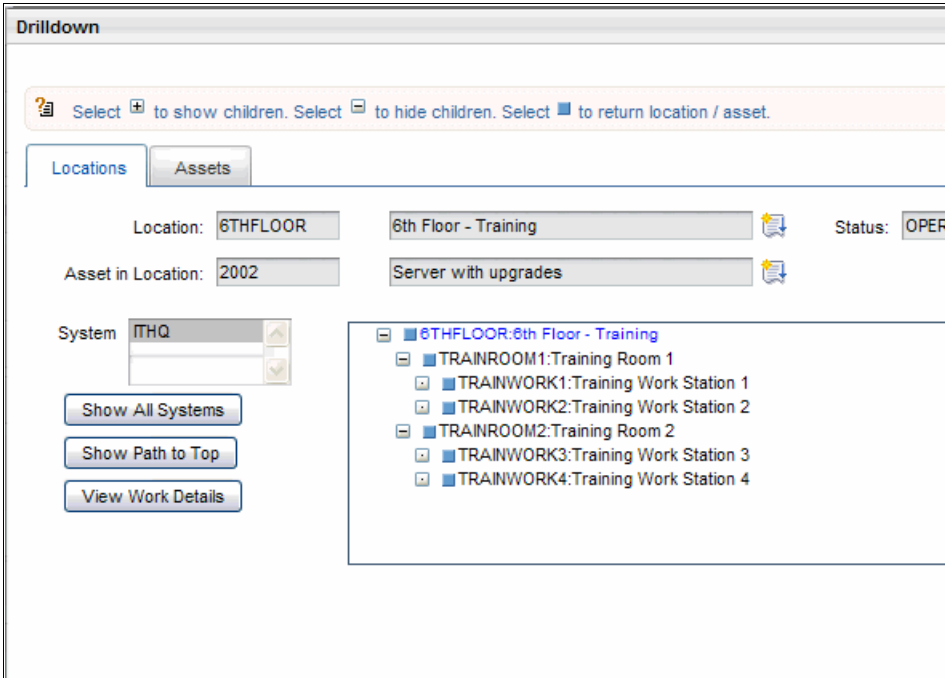 Drilldown
Select to show children. Select to hide children. Select to return location / asset.
Locations Assets
Location: 6THFLOOR 6th Floor - Training Status: OPER
Asset in Location: 2002 Server with upgrades
System ITHQ
Show All Systems
Show Path to Top
View Work Details
6THFLOOR:6th Floor - Training
TRAINROOM1:Training Room 1
TRAINWORK1:Training Work Station 1
TRAINWORK2:Training Work Station 2
TRAINROOM2:Training Room 2
TRAINWORK3:Training Work Station 3
TRAINWORK4:Training Work Station 4